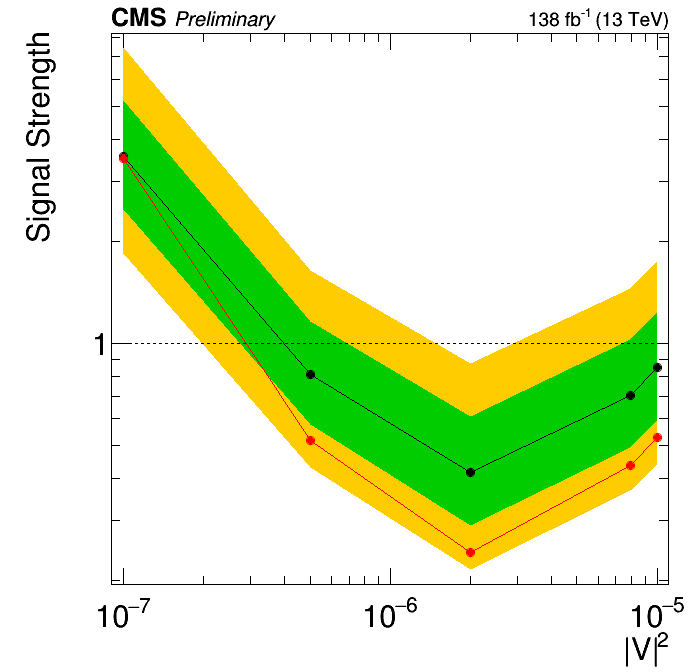 CMS Preliminary 138 fb⁻¹ (13 TeV)
Signal Strength
1
10⁻⁷ 10⁻⁶ 10⁻⁵
|V|²